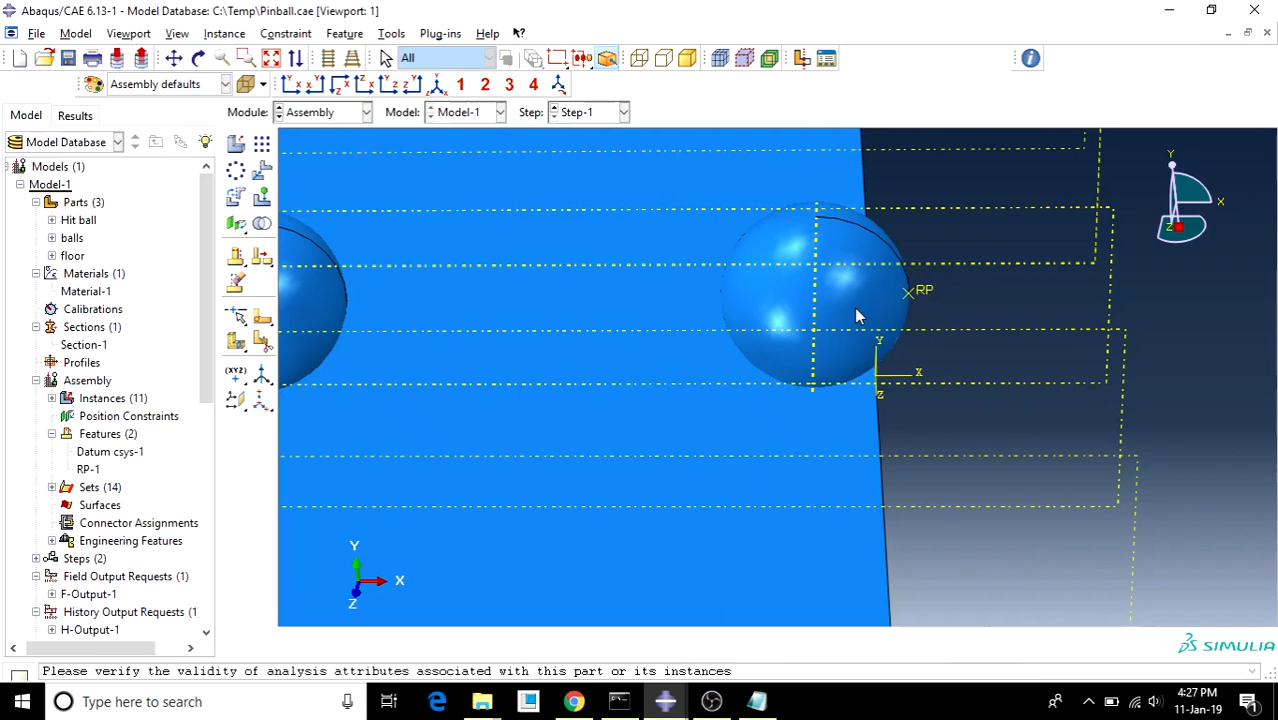 Abaqus/CAE 6.13-1 - Model Database: C:\Temp\Pinball.cae [Viewport: 1]
File Model Viewport View Instance Constraint Feature Tools Plug-ins Help
All
Assembly defaults
1 2 3 4
Model Results
Module: Assembly Model: Model-1 Step: Step-1
Model Database
Models (1)
Model-1
Parts (3)
Hit ball
balls
floor
Materials (1)
Material-1
Calibrations
Sections (1)
Section-1
Profiles
Assembly
Instances (11)
Position Constraints
Features (2)
Datum csys-1
RP-1
Sets (14)
Surfaces
Connector Assignments
Engineering Features
Steps (2)
Field Output Requests (1)
F-Output-1
History Output Requests (1
H-Output-1
(XYZ)
Y
X
Z
RP
Y
X
Z
Y
X
Z
SIMULIA
Please verify the validity of analysis attributes associated with this part or its instances
Type here to search
4:27 PM
11-Jan-19
1